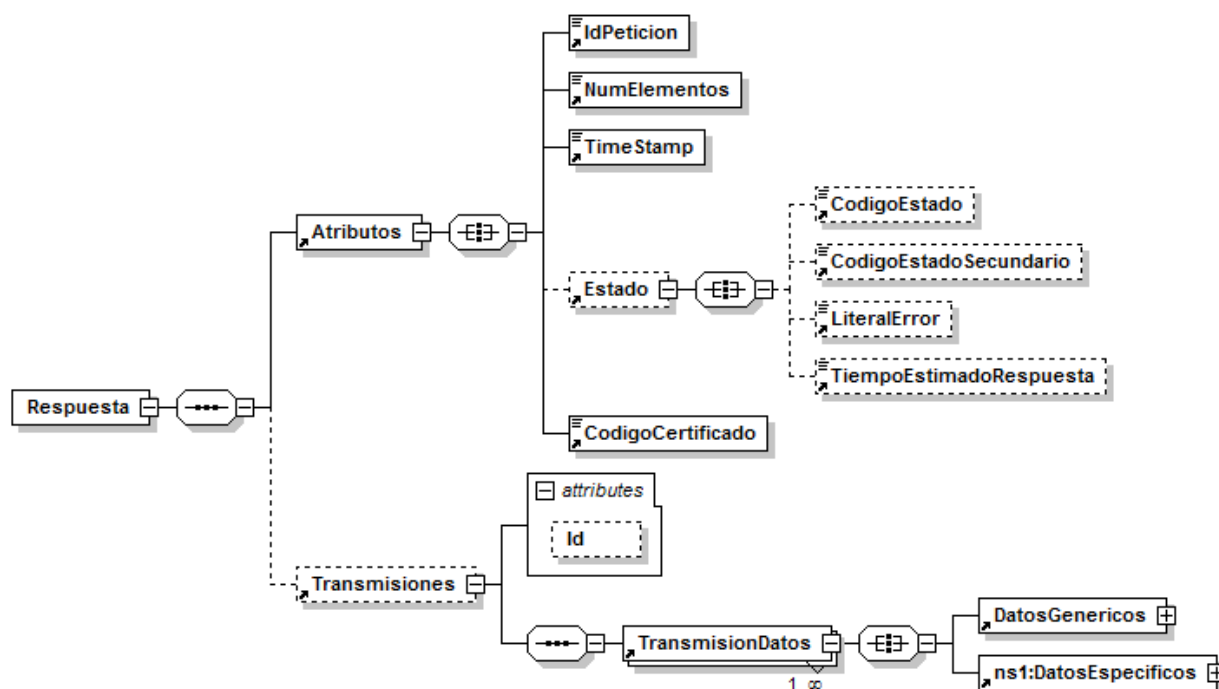 IdPeticion
NumElementos
TimeStamp
CodigoEstado
Atributos
CodigoEstadoSecundario
Estado
LiteralError
TiempoEstimadoRespuesta
Respuesta
CodigoCertificado
attributes
Id
Transmisiones
DatosGenericos
TransmisionDatos
ns1:DatosEspecificos
1..∞